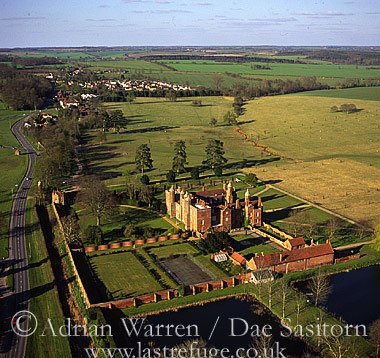 ©Adrian Warren / Dae Sasitorn
www.lastrefuge.co.uk